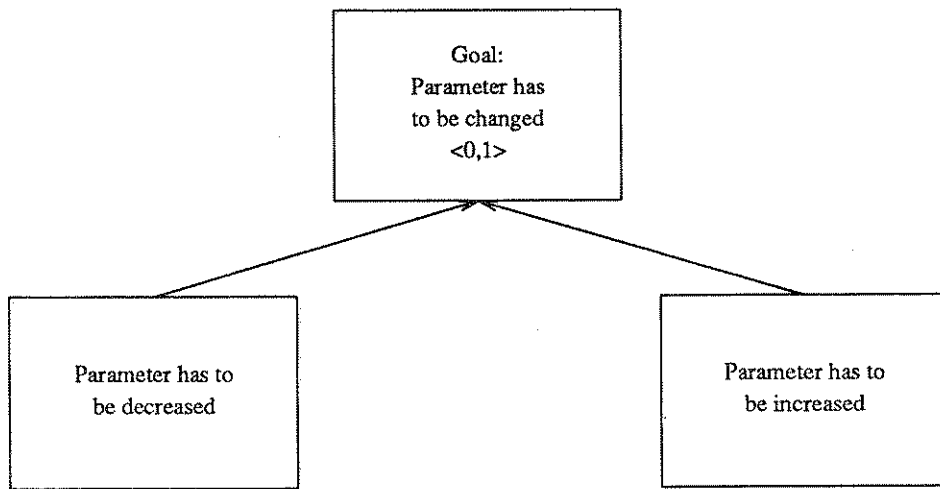 Goal:
Parameter has
to be changed
<0,1>
Parameter has to
be decreased
Parameter has to
be increased